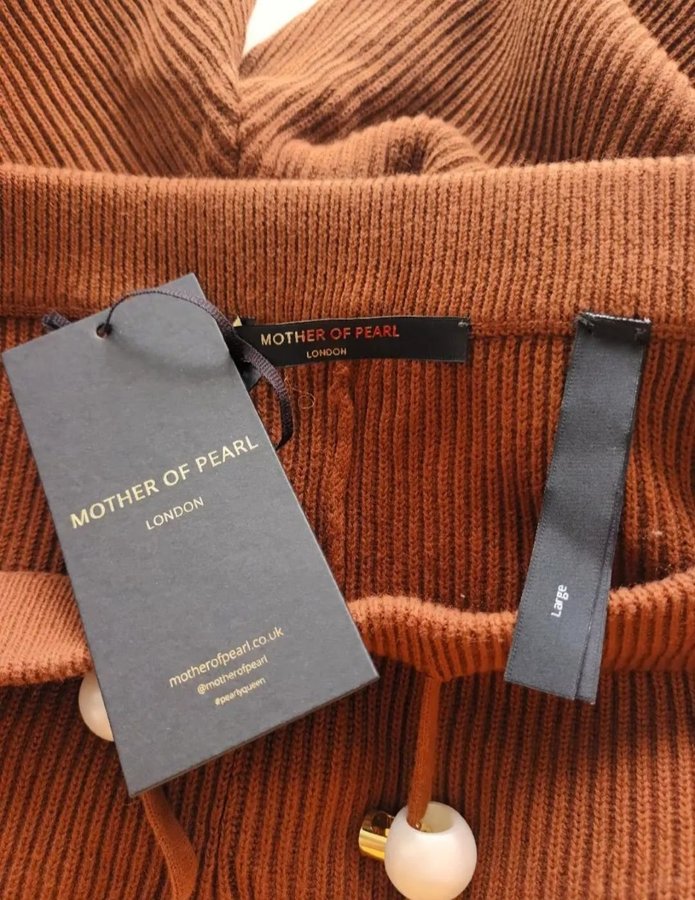 MOTHER OF PEARL
LONDON
MOTHER OF PEARL
LONDON
motherofpearl.co.uk
@motherofpearl
#pearlyqueen
Large